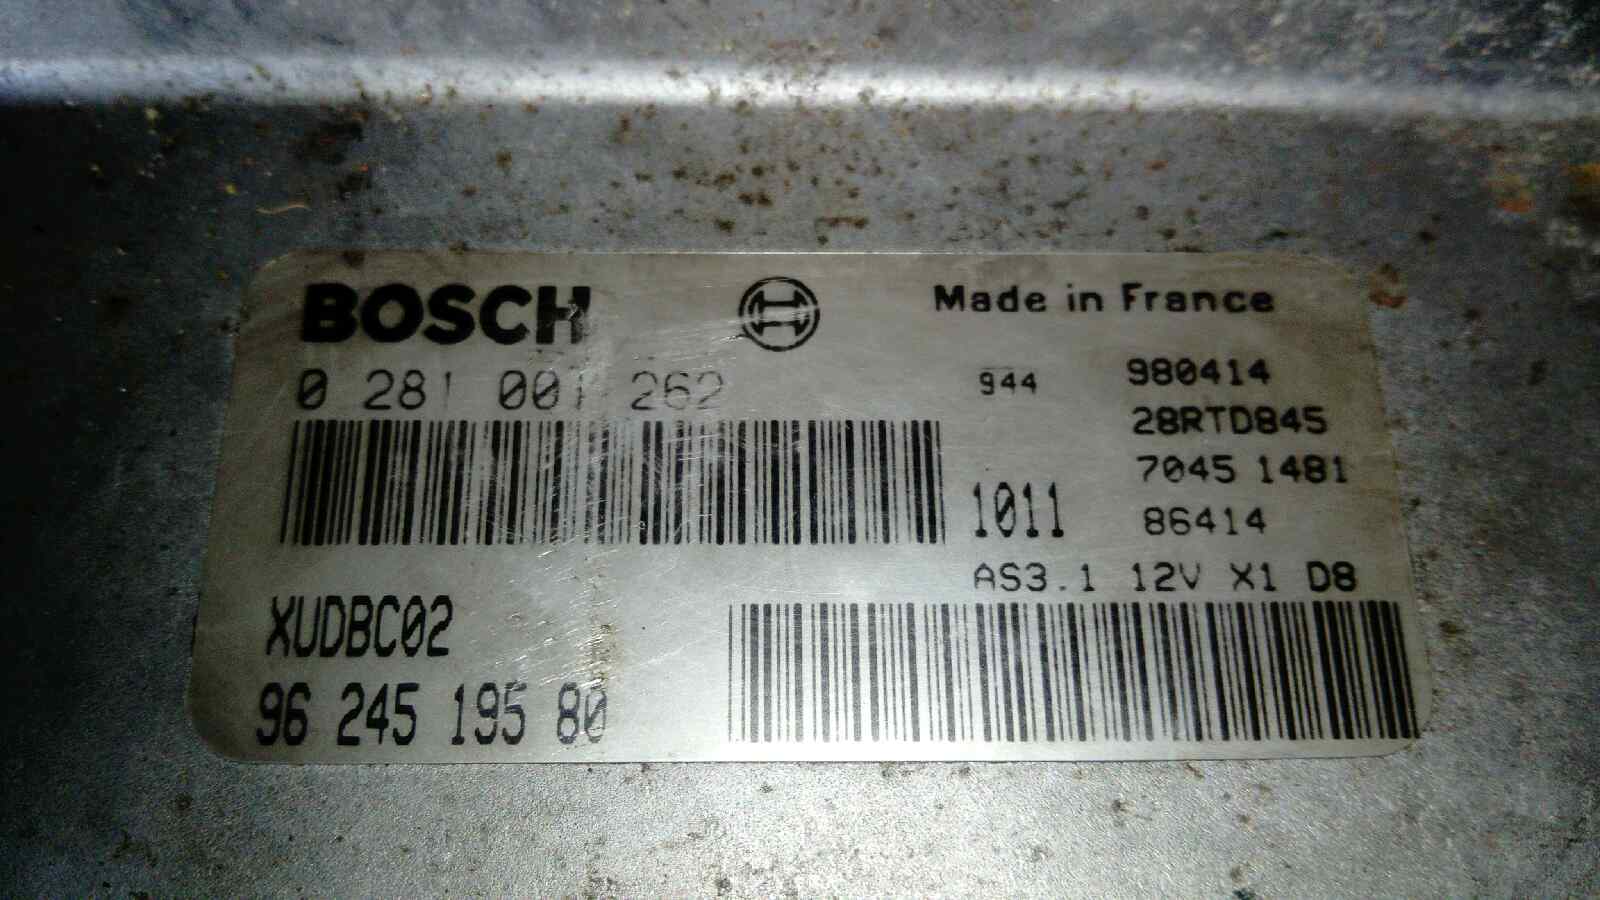 BOSCH
Made in France
0 281 001 262
944
980414
28RTD845
7045 1481
1011
86414
AS3.1 12V X1 D8
XUDBC02
96 245 195 80